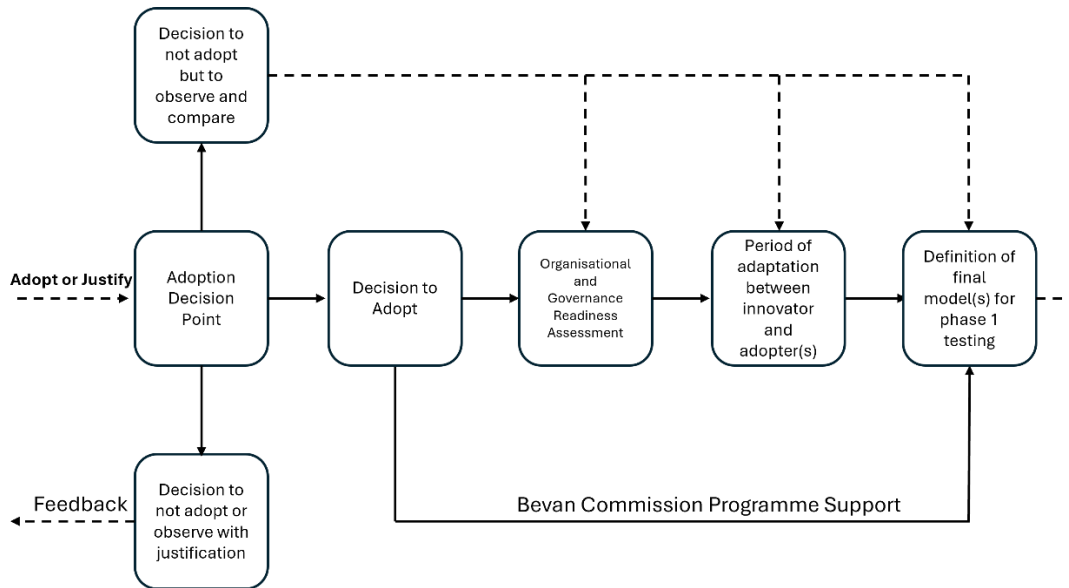 Decision to
not adopt
but to
observe and
compare
Adopt or Justify
Adoption
Decision
Point
Decision to
Adopt
Organisational
and
Governance
Readiness
Assessment
Period of
adaptation
between
innovator
and
adopter(s)
Definition of
final
model(s) for
phase 1
testing
Feedback
Decision to
not adopt or
observe with
justification
Bevan Commission Programme Support